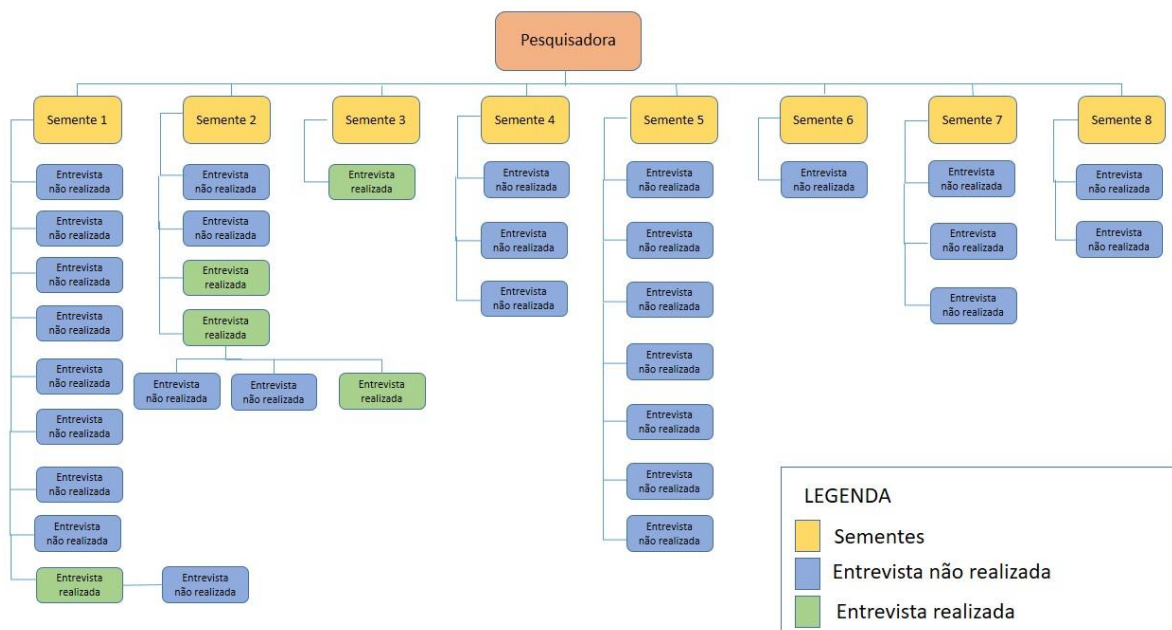 Pesquisadora
Semente 1
Semente 2
Semente 3
Semente 4
Semente 5
Semente 6
Semente 7
Semente 8
Entrevista
não realizada
Entrevista
não realizada
Entrevista
não realizada
Entrevista
não realizada
Entrevista
não realizada
Entrevista
não realizada
Entrevista
não realizada
Entrevista
não realizada
Entrevista
realizada
Entrevista
não realizada
Entrevista
não realizada
Entrevista
não realizada
Entrevista
realizada
Entrevista
realizada
Entrevista
não realizada
Entrevista
não realizada
Entrevista
realizada
Entrevista
realizada
Entrevista
não realizada
Entrevista
não realizada
Entrevista
não realizada
Entrevista
não realizada
Entrevista
não realizada
Entrevista
não realizada
Entrevista
não realizada
Entrevista
não realizada
Entrevista
não realizada
Entrevista
não realizada
Entrevista
não realizada
Entrevista
não realizada
Entrevista
não realizada
Entrevista
não realizada
Entrevista
não realizada
Entrevista
não realizada
LEGENDA
Sementes
Entrevista não realizada
Entrevista realizada